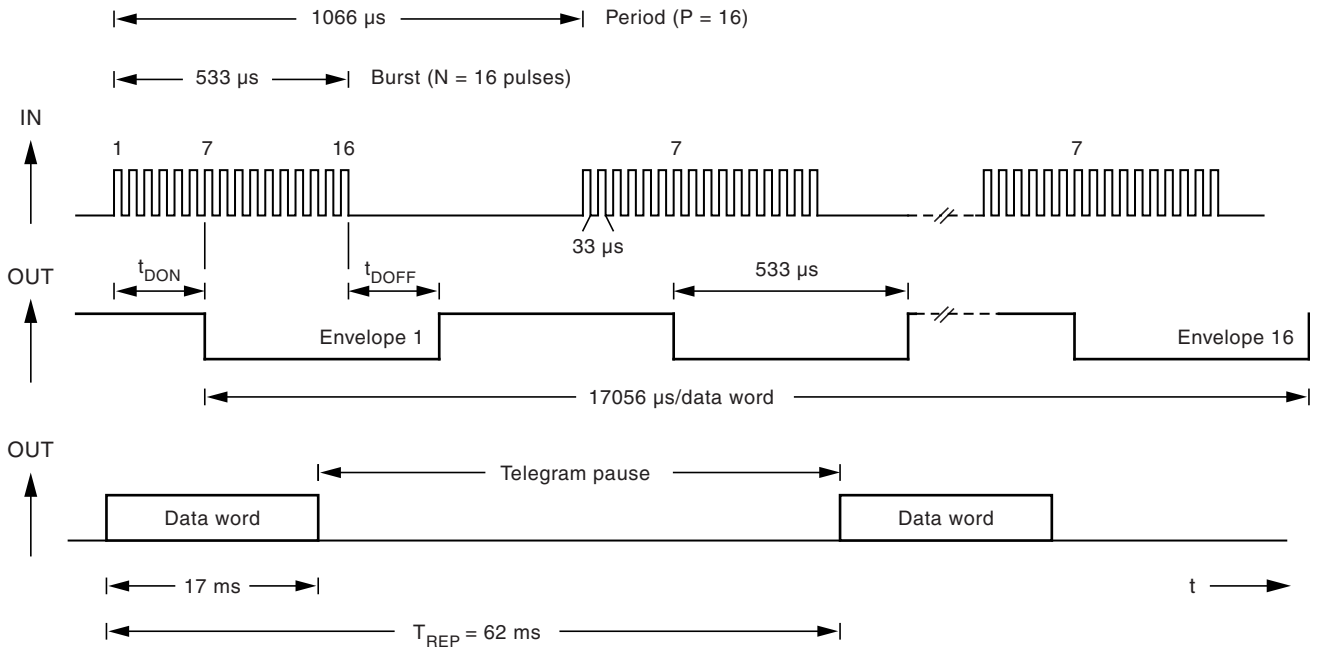 1066 µs Period (P = 16)
533 µs Burst (N = 16 pulses)
IN
1 7 16 7 7
33 µs
OUT
tDON tDOFF 533 µs
Envelope 1 Envelope 16
17056 µs/data word
OUT
Telegram pause
Data word Data word
17 ms t
TREP = 62 ms